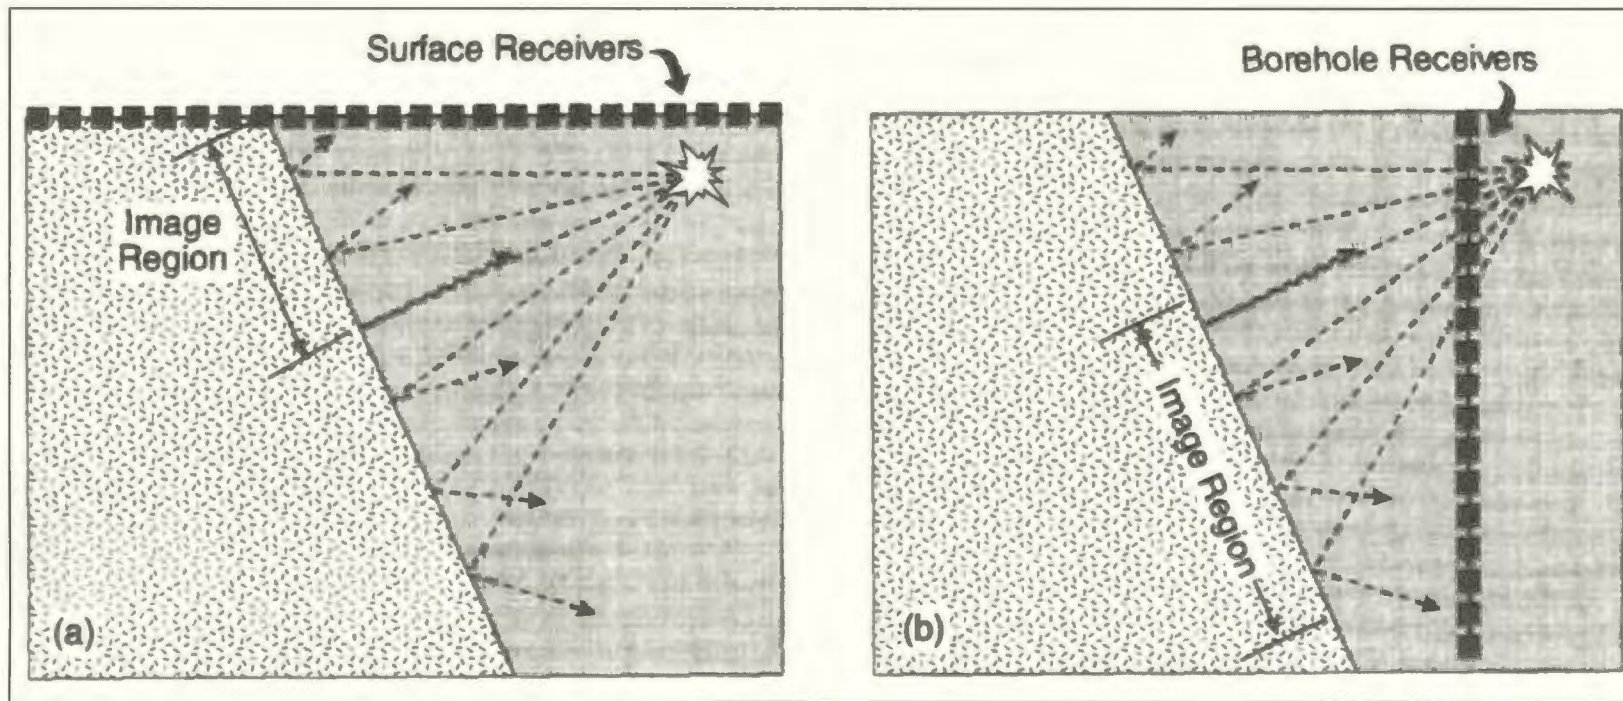 Surface Receivers
Image
Region
(a)
Borehole Receivers
Image Region
(b)